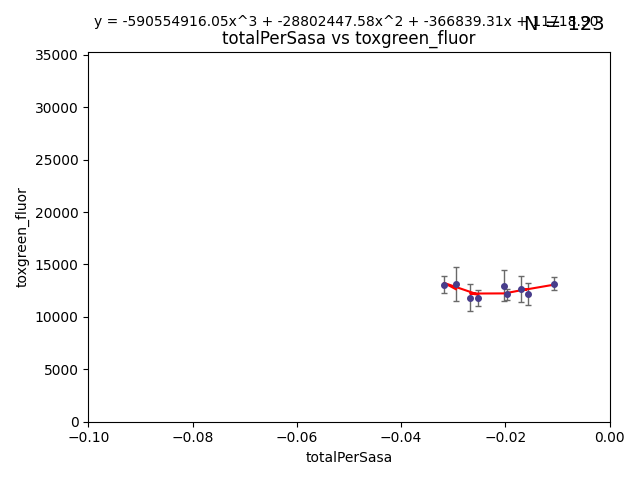 y = -590554916.05x^3 + -28802447.58x^2 + -366839.31x + 11718.90
N = 123
totalPerSasa vs toxgreen_fluor
35000
30000
25000
20000
15000
10000
5000
0
toxgreen_fluor
−0.10
−0.08
−0.06
−0.04
−0.02
0.00
totalPerSasa